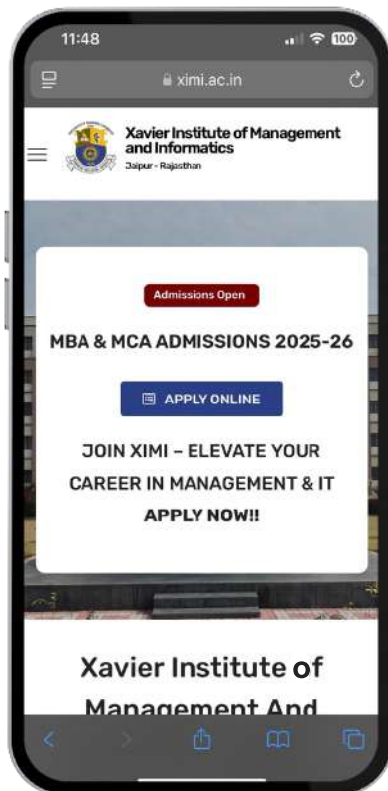 11:48
100
ximi.ac.in
Xavier Institute of Management
and Informatics
Jaipur - Rajasthan
Admissions Open
MBA & MCA ADMISSIONS 2025-26
APPLY ONLINE
JOIN XIMI – ELEVATE YOUR
CAREER IN MANAGEMENT & IT
APPLY NOW!!
Xavier Institute of
Management And